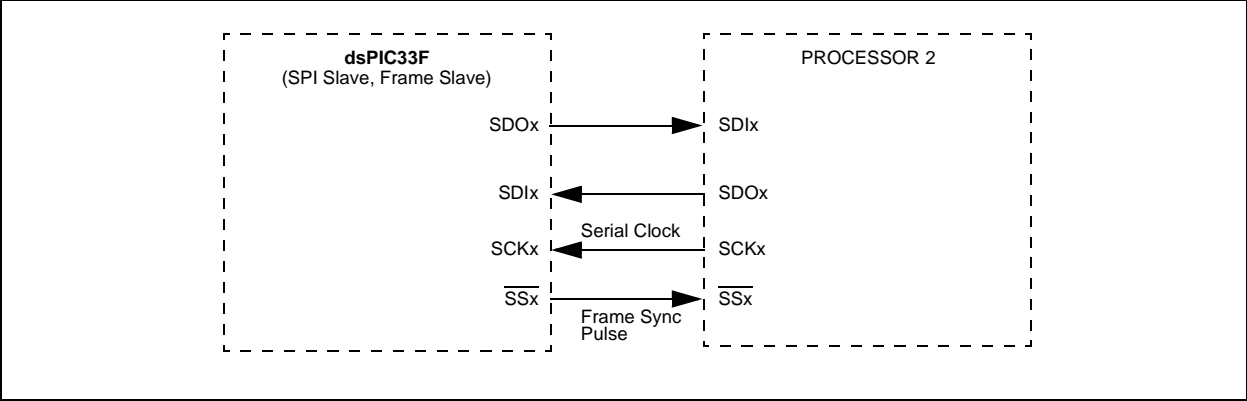 dsPIC33F
(SPI Slave, Frame Slave)
PROCESSOR 2
SDOx
SDIx
SDIx
SDOx
Serial Clock
SCKx
SCKx
SSx
SSx
Frame Sync
Pulse